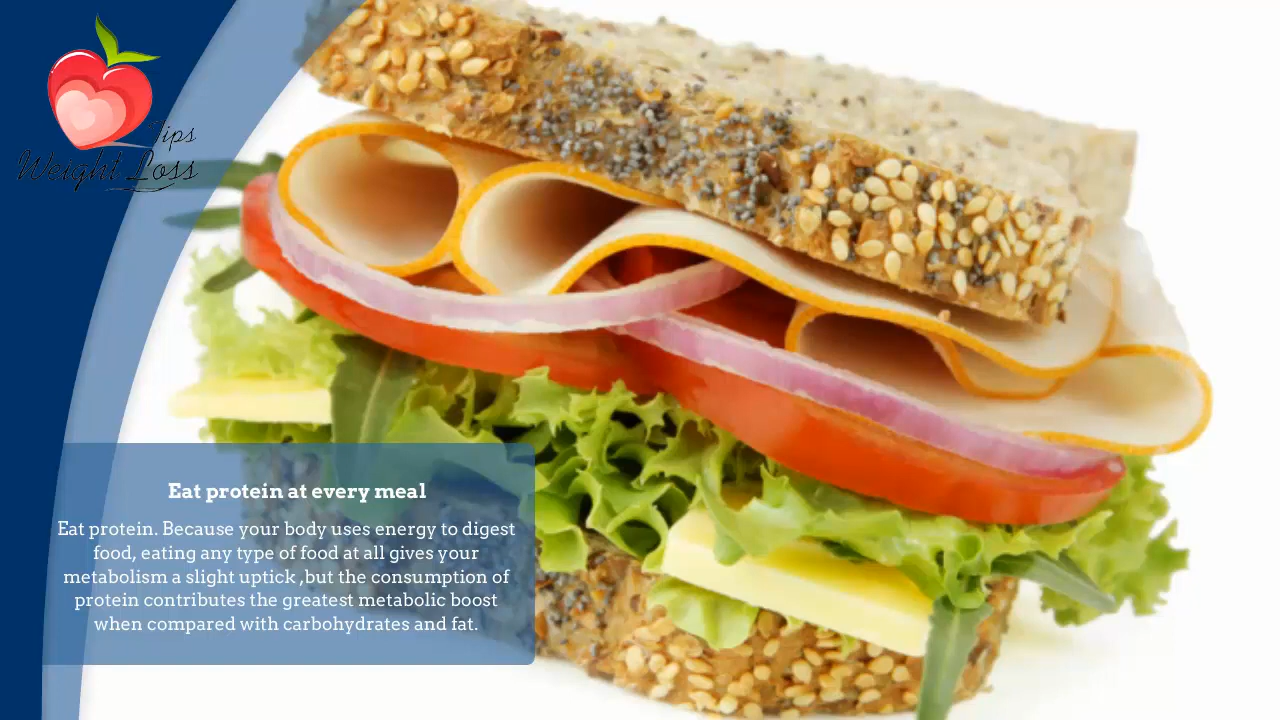 Tips
Weight Loss
Eat protein at every meal
Eat protein. Because your body uses energy to digest
food, eating any type of food at all gives your
metabolism a slight uptick ,but the consumption of
protein contributes the greatest metabolic boost
when compared with carbohydrates and fat.